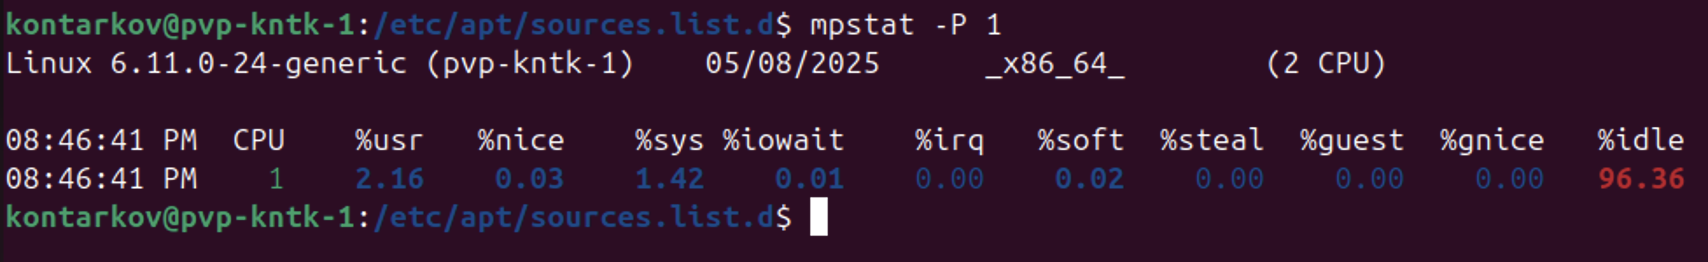 kontarkov@pvp-kntk-1:/etc/apt/sources.list.d$ mpstat -P 1
Linux 6.11.0-24-generic (pvp-kntk-1) 05/08/2025 _x86_64_ (2 CPU)
08:46:41 PM CPU %usr %nice %sys %iowait %irq %soft %steal %guest %gnice %idle
08:46:41 PM 1 2.16 0.03 1.42 0.01 0.00 0.02 0.00 0.00 0.00 96.36
kontarkov@pvp-kntk-1:/etc/apt/sources.list.d$